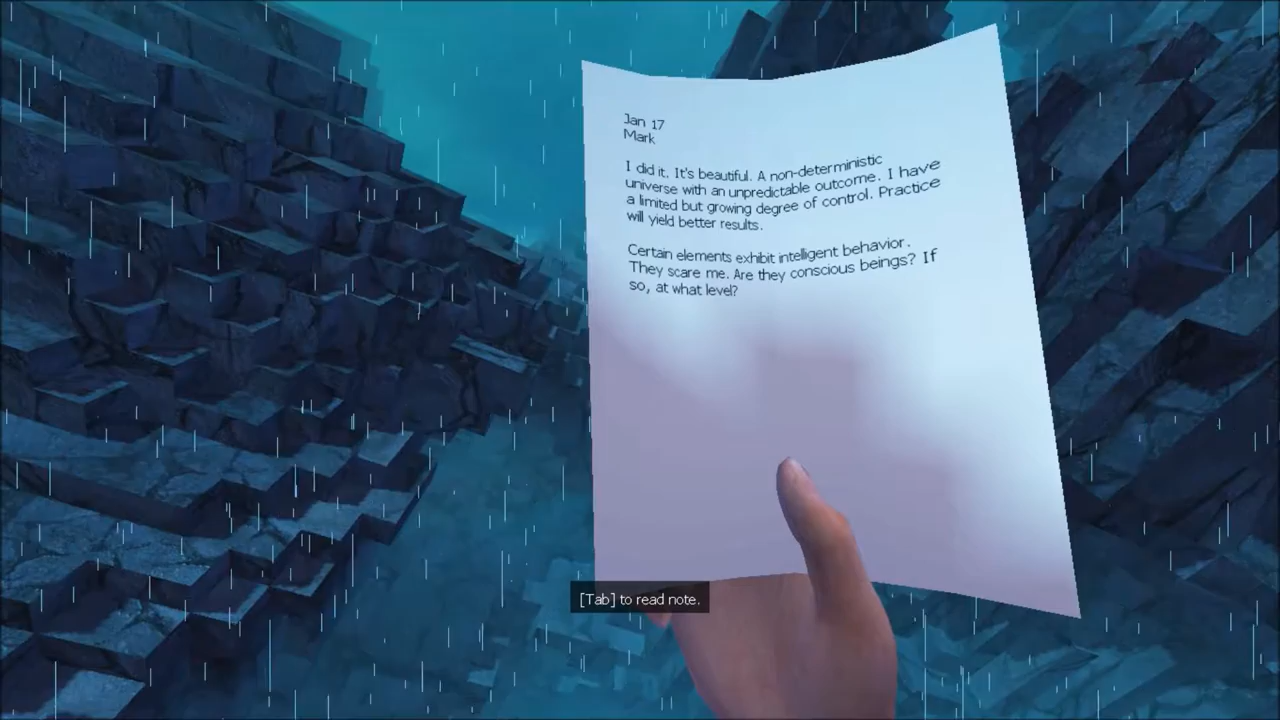 Jan 17
Mark
I did it. It's beautiful. A non-deterministic
universe with an unpredictable outcome. I have
a limited but growing degree of control. Practice
will yield better results.
Certain elements exhibit intelligent behavior.
They scare me. Are they conscious beings? If
so, at what level?
[Tab] to read note.